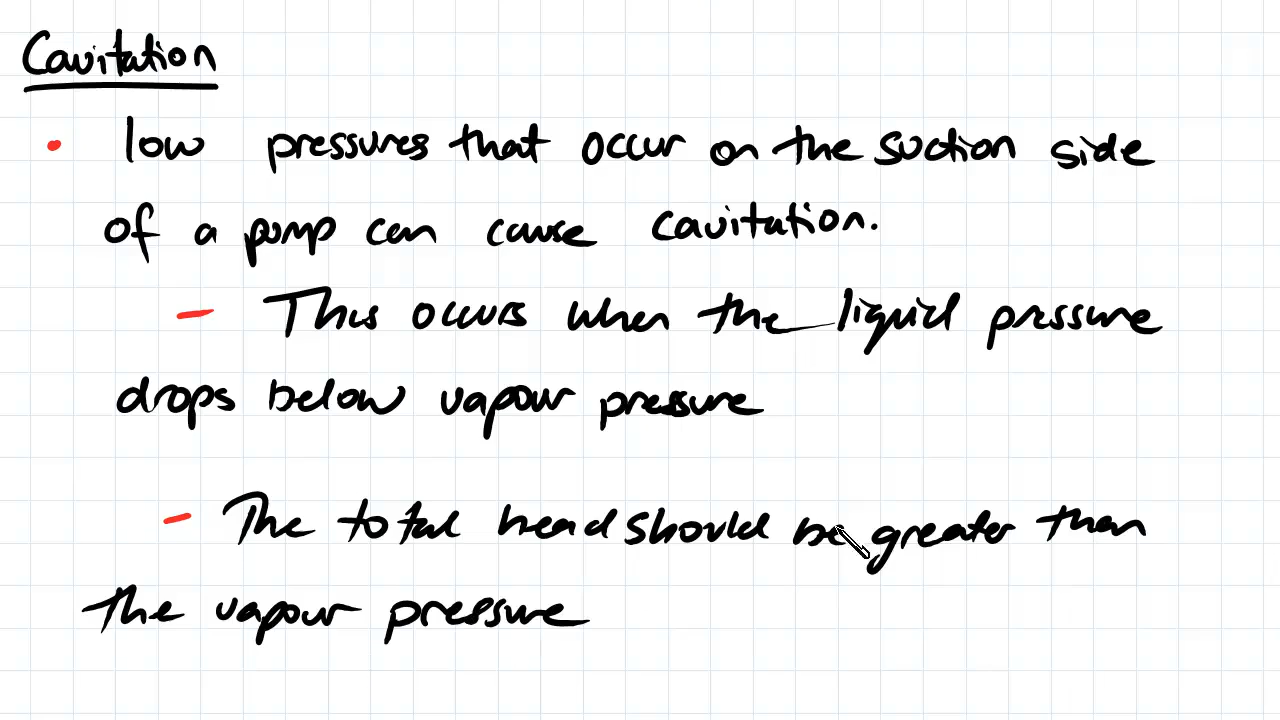 Cavitation
• low pressures that occur on the suction side
of a pump can cause cavitation.
- This occurs when the liquid pressure
drops below vapour pressure
- The total head should be greater than
the vapour pressure